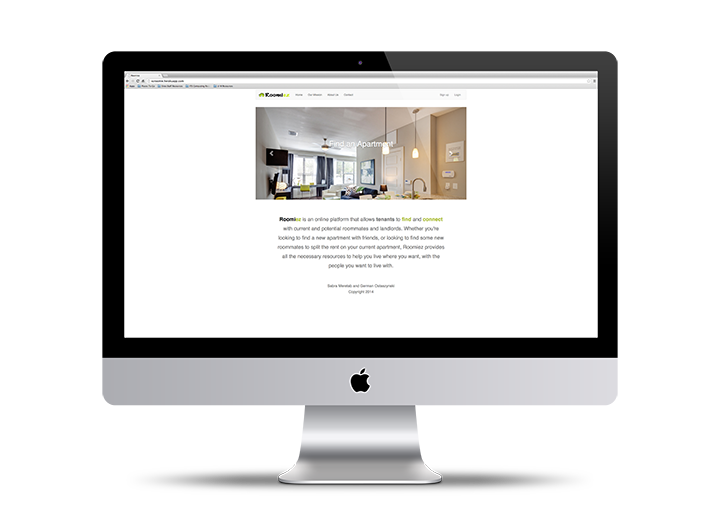 Roomiez
Roomiez Home Our Mission About Us Contact Sign up Login
Find an Apartment
Roomiez is an online platform that allows tenants to find and connect
with current and potential roommates and landlords. Whether you're
looking to find a new apartment with friends, or looking to find some new
roommates to split the rent on your current apartment, Roomiez provides
all the necessary resources to help you live where you want, with the
people you want to live with.
Copyright 2014